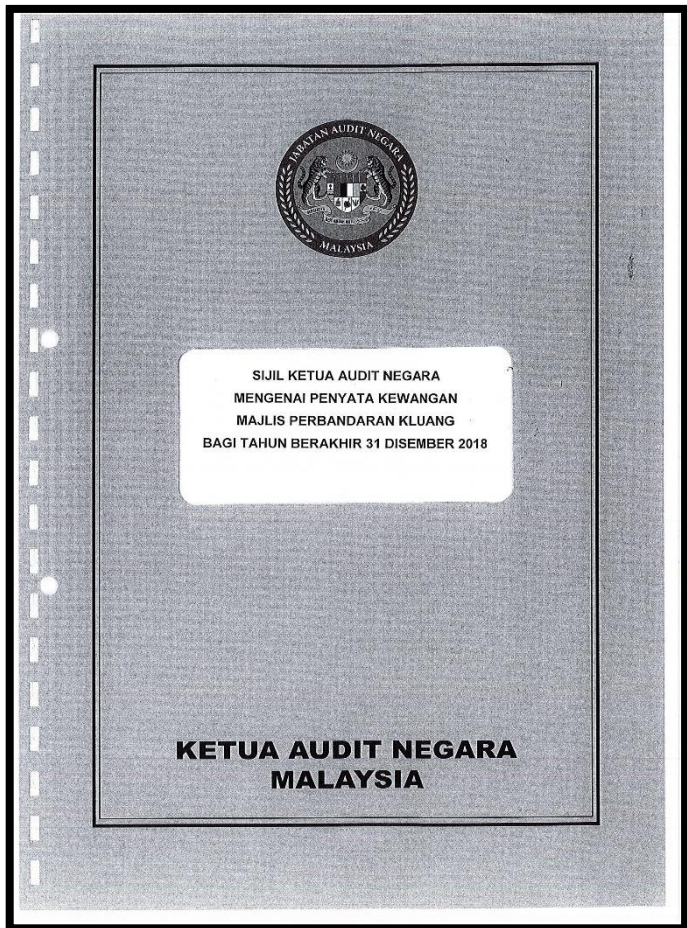 JABATAN AUDIT NEGARA
MALAYSIA
SIJIL KETUA AUDIT NEGARA
MENGENAI PENYATA KEWANGAN
MAJLIS PERBANDARAN KLUANG
BAGI TAHUN BERAKHIR 31 DISEMBER 2018
KETUA AUDIT NEGARA
MALAYSIA